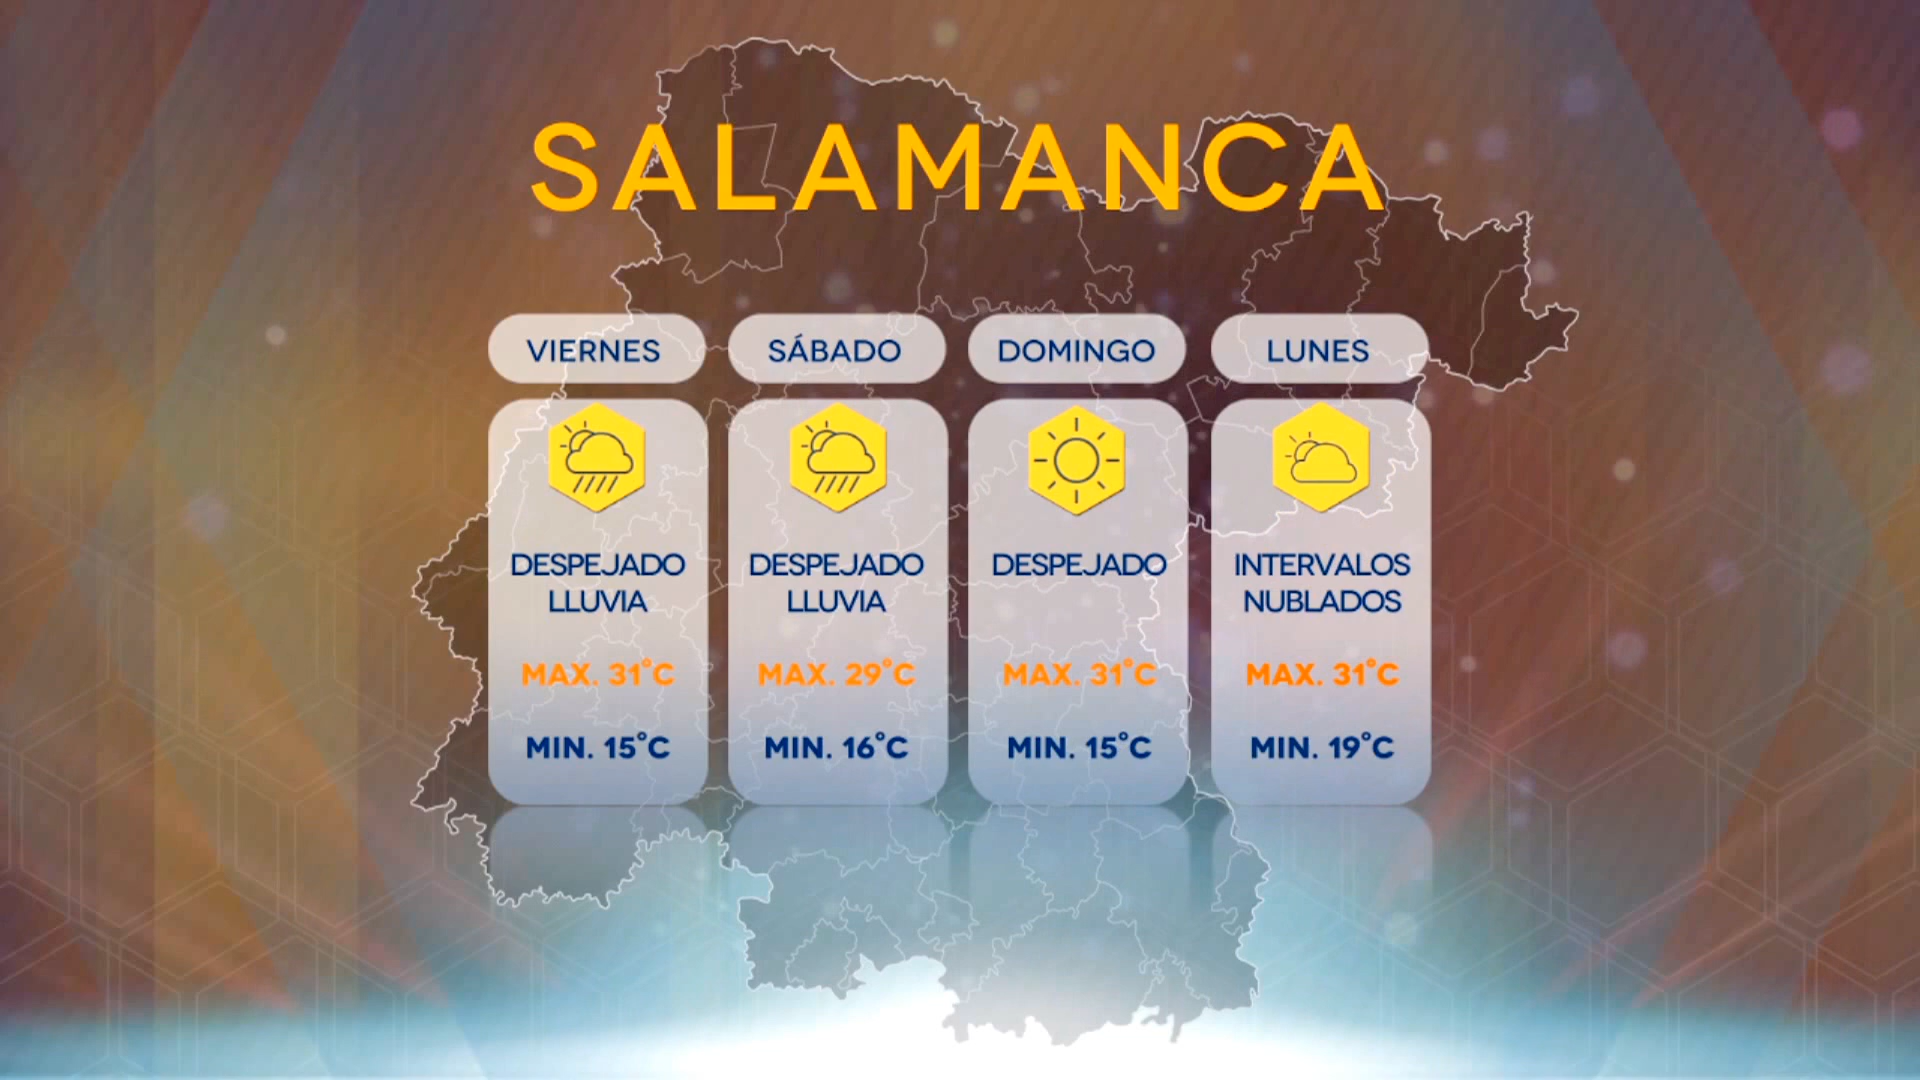 SALAMANCA
VIERNES
DESPEJADO
LLUVIA
MAX. 31°C
MIN. 15°C
SÁBADO
DESPEJADO
LLUVIA
MAX. 29°C
MIN. 16°C
DOMINGO
DESPEJADO
MAX. 31°C
MIN. 15°C
LUNES
INTERVALOS
NUBLADOS
MAX. 31°C
MIN. 19°C